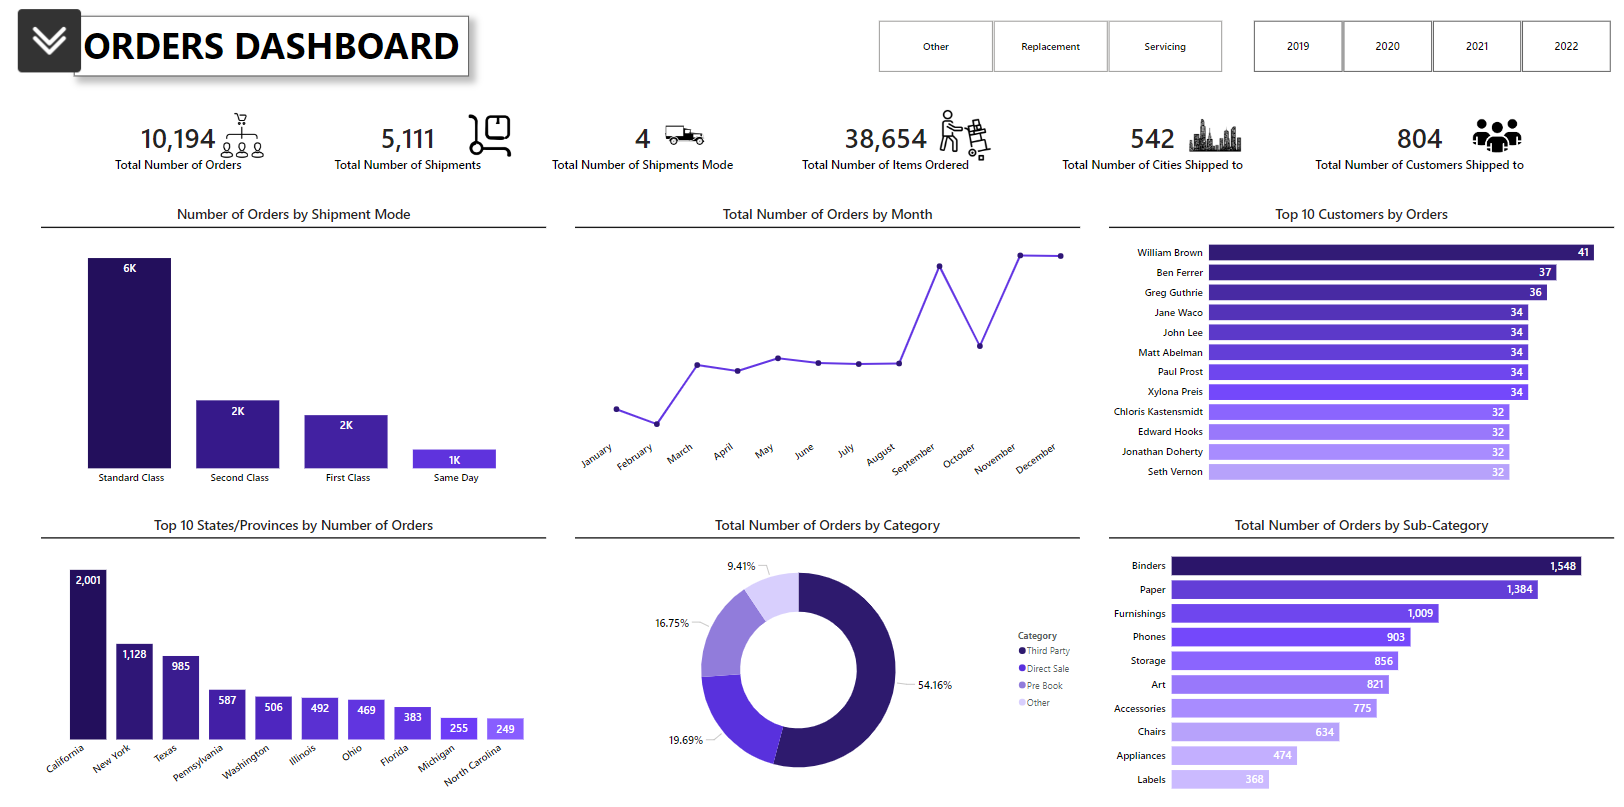 ORDERS DASHBOARD
Other
Replacement
Servicing
2019
2020
2021
2022
10,194
Total Number of Orders
5,111
Total Number of Shipments
4
Total Number of Shipments Mode
38,654
Total Number of Items Ordered
542
Total Number of Cities Shipped to
804
Total Number of Customers Shipped to
Number of Orders by Shipment Mode
6K
2K
2K
1K
Standard Class
Second Class
First Class
Same Day
Total Number of Orders by Month
January
February
March
April
May
June
July
August
September
October
November
December
Top 10 Customers by Orders
William Brown 41
Ben Ferrer 37
Greg Guthrie 36
Jane Waco 34
John Lee 34
Matt Abelman 34
Paul Prost 34
Xylona Preis 34
Chloris Kastensmidt 32
Edward Hooks 32
Jonathan Doherty 32
Seth Vernon 32
Top 10 States/Provinces by Number of Orders
2,001
1,128
985
587
506
492
469
383
255
249
California
New York
Texas
Pennsylvania
Washington
Illinois
Ohio
Florida
Michigan
North Carolina
Total Number of Orders by Category
9.41%
16.75%
19.69%
54.16%
Category
Third Party
Direct Sale
Pre Book
Other
Total Number of Orders by Sub-Category
Binders 1,548
Paper 1,384
Furnishings 1,009
Phones 903
Storage 856
Art 821
Accessories 775
Chairs 634
Appliances 474
Labels 368